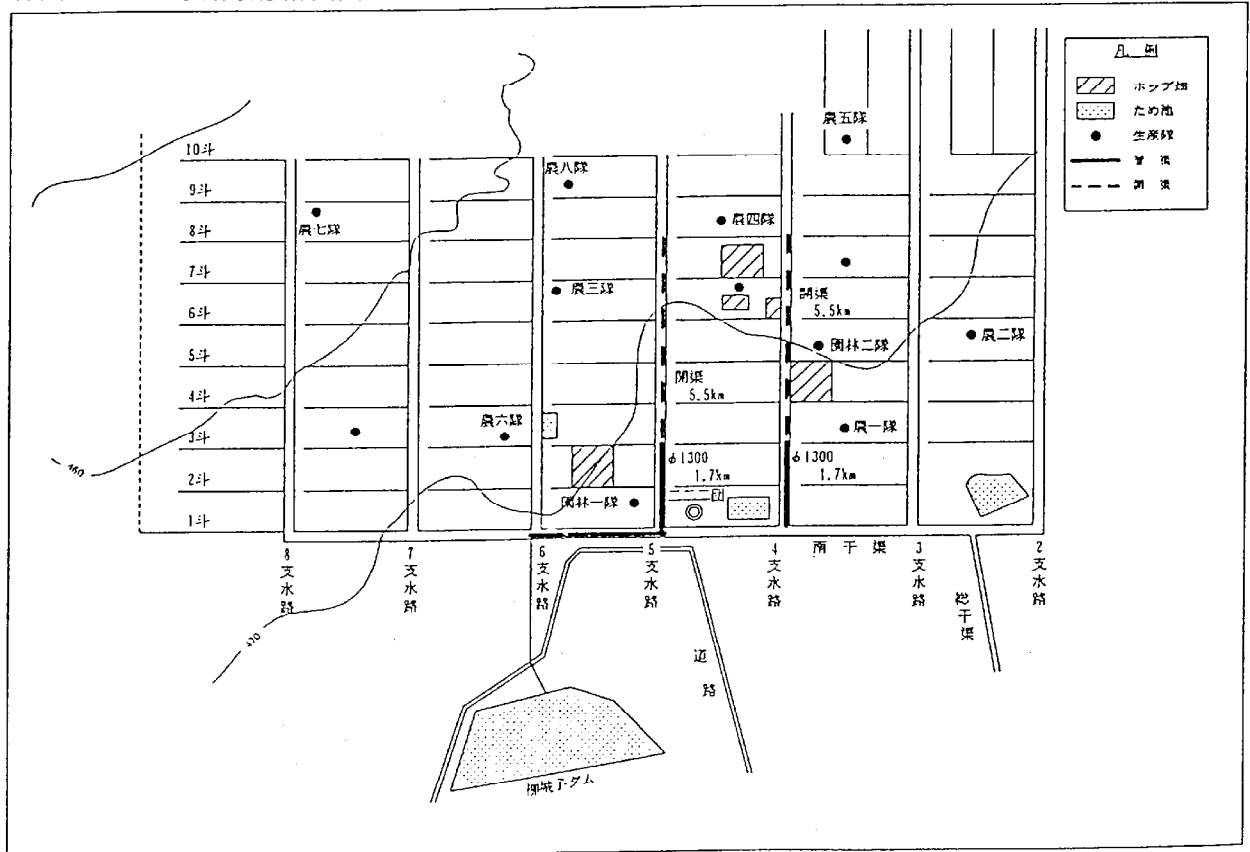 凡例
ホップ畑
ため池
生産隊
管渠
開渠
10斗
9斗
8斗
7斗
6斗
5斗
4斗
3斗
2斗
1斗
農五隊
農八隊
農七隊
農四隊
農三隊
開渠
5.5km
園林二隊
農二隊
開渠
5.5km
農六隊
農一隊
φ1300
1.7km
φ1300
1.7km
園林一隊
460
470
8支水路
7支水路
6支水路
5支水路
4支水路
南干渠
3支水路
総干渠
2支水路
道路
柳城子ダム